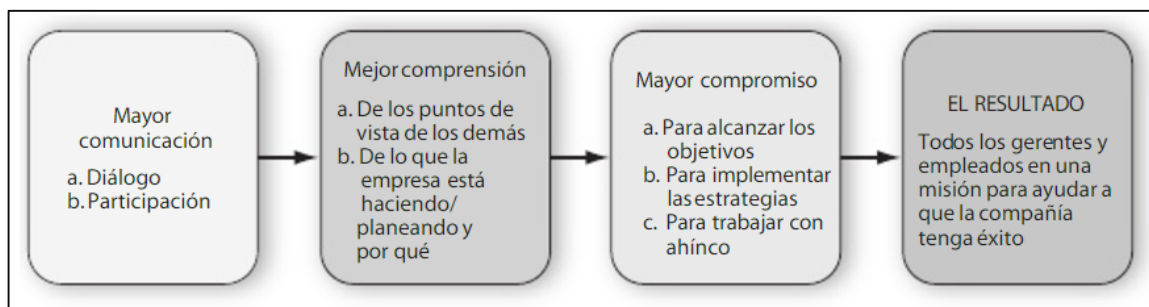 Mayor
comunicación
a. Diálogo
b. Participación
Mejor comprensión
a. De los puntos de
vista de los demás
b. De lo que la
empresa está
haciendo/
planeando y
por qué
Mayor compromiso
a. Para alcanzar los
objetivos
b. Para implementar
las estrategias
c. Para trabajar con
ahínco
EL RESULTADO
Todos los gerentes y
empleados en una
misión para ayudar a
que la compañía
tenga éxito